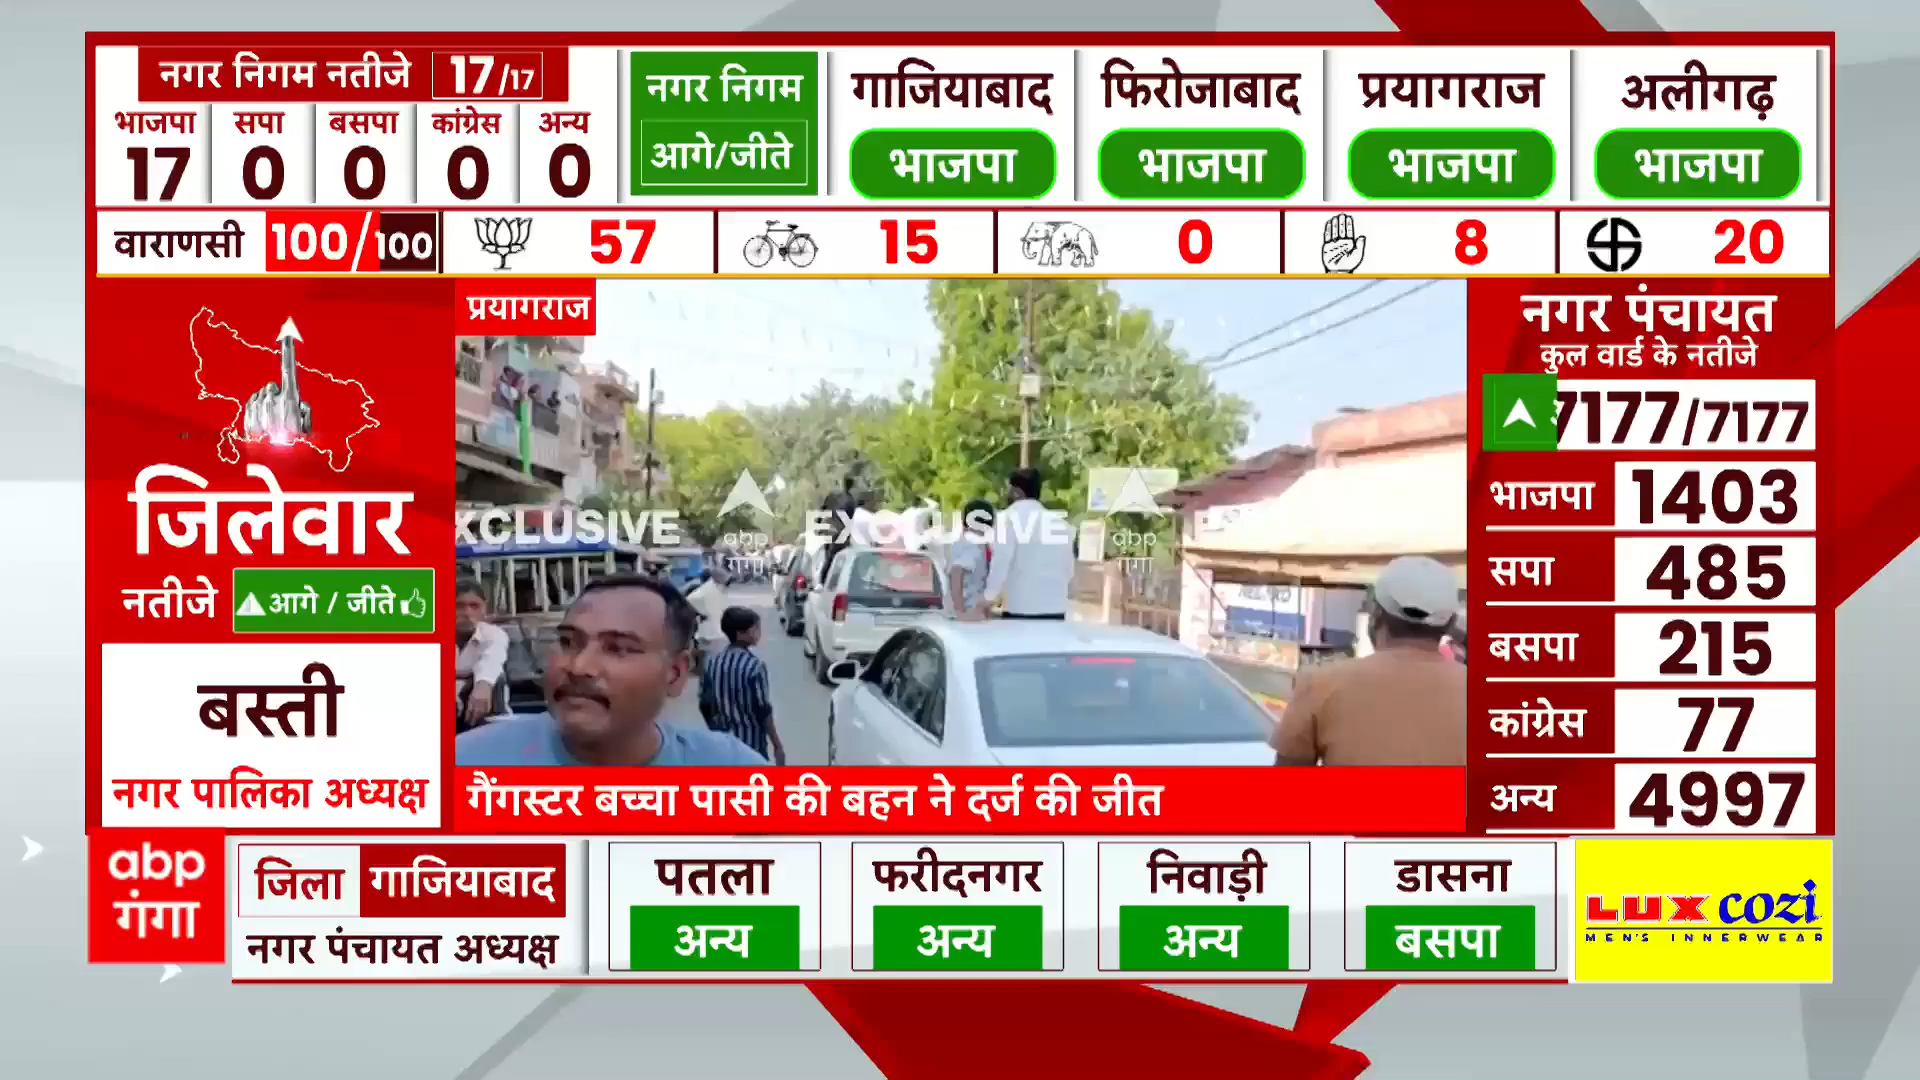 नगर निगम नतीजे 17/17
भाजपा सपा बसपा कांग्रेस अन्य
17 0 0 0 0
नगर निगम
आगे/जीते
गाजियाबाद फिरोजाबाद प्रयागराज अलीगढ़
भाजपा भाजपा भाजपा भाजपा
वाराणसी 100/100 57 15 0 8 20
प्रयागराज
EXCLUSIVE
abp
गंगा
XCLUSIVE
abp
गंगा
जिलेवार
नतीजे आगे / जीते
बस्ती
नगर पालिका अध्यक्ष
गैंगस्टर बच्चा पासी की बहन ने दर्ज की जीत
नगर पंचायत
कुल वार्ड के नतीजे
7177/7177
भाजपा 1403
सपा 485
बसपा 215
कांग्रेस 77
अन्य 4997
abp
गंगा
जिला गाजियाबाद
नगर पंचायत अध्यक्ष
पतला फरीदनगर निवाड़ी डासना
अन्य अन्य अन्य बसपा
LUX cozi
MEN'S INNERWEAR